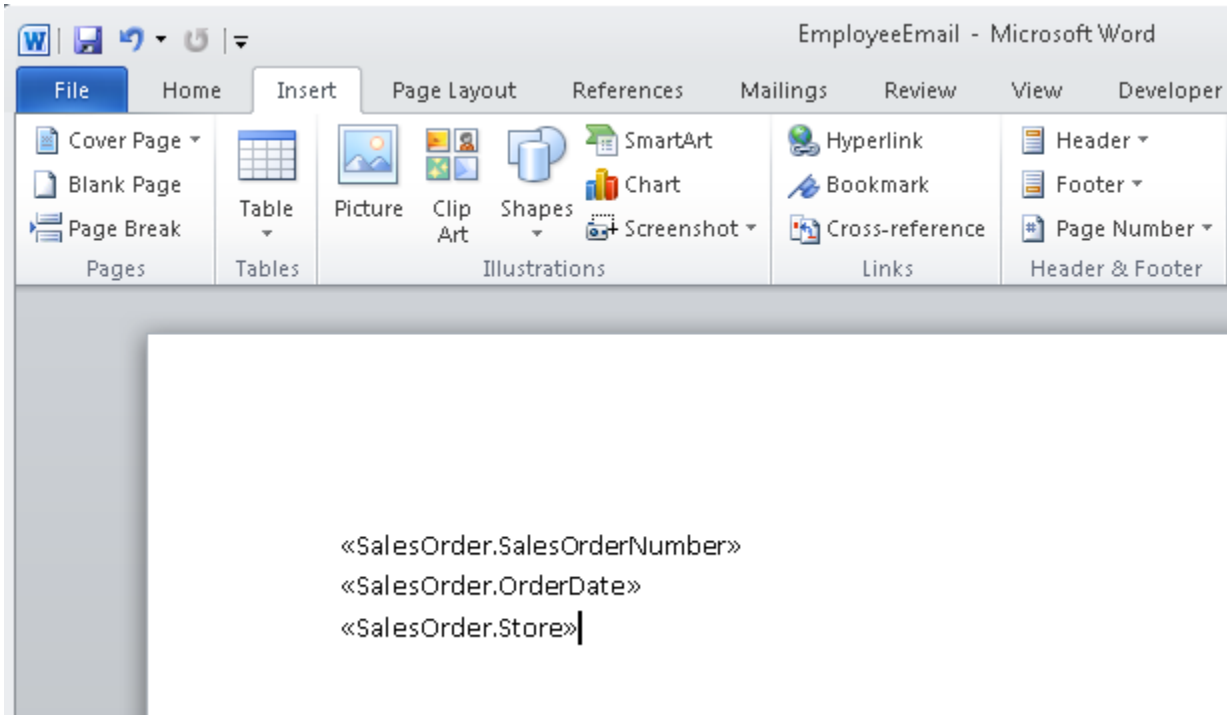 W
EmployeeEmail - Microsoft Word
File Home Insert Page Layout References Mailings Review View Developer
Cover Page
Blank Page
Page Break
Pages
Table
Tables
Picture
Clip
Art
Shapes
SmartArt
Chart
Screenshot
Illustrations
Hyperlink
Bookmark
Cross-reference
Links
Header
Footer
# Page Number
Header & Footer
«SalesOrder.SalesOrderNumber»
«SalesOrder.OrderDate»
«SalesOrder.Store»